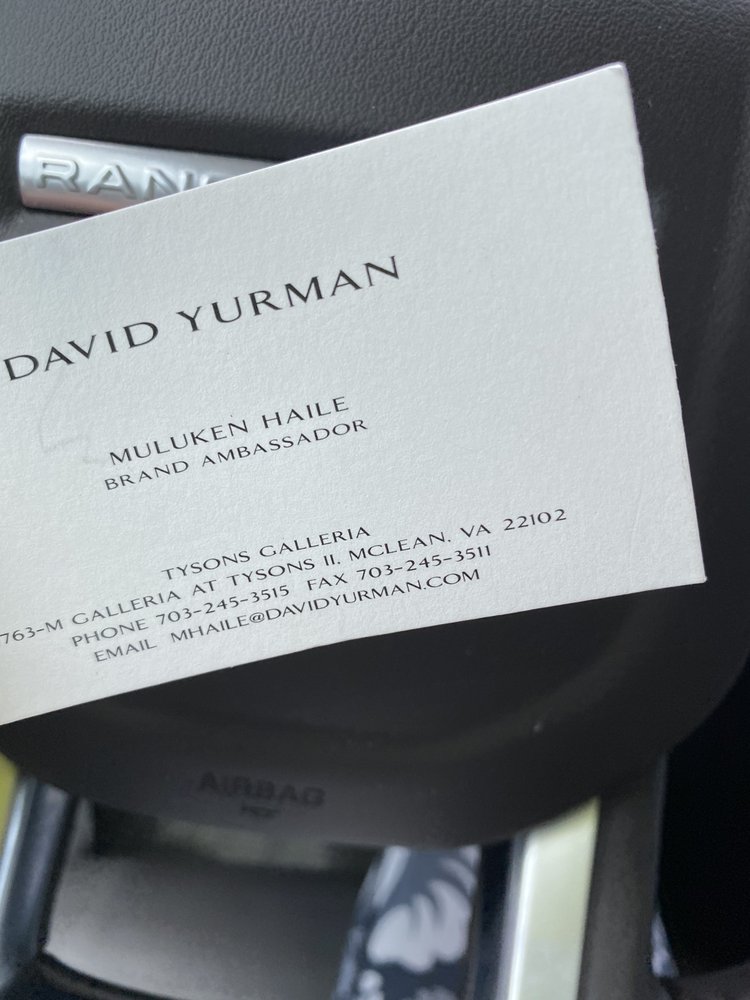 RANG
DAVID YURMAN
MULUKEN HAILE
BRAND AMBASSADOR
TYSONS GALLERIA
763-M GALLERIA AT TYSONS II, MCLEAN, VA 22102
PHONE 703-245-3515 FAX 703-245-3511
EMAIL MHAILE@DAVIDYURMAN.COM
AIRBAG